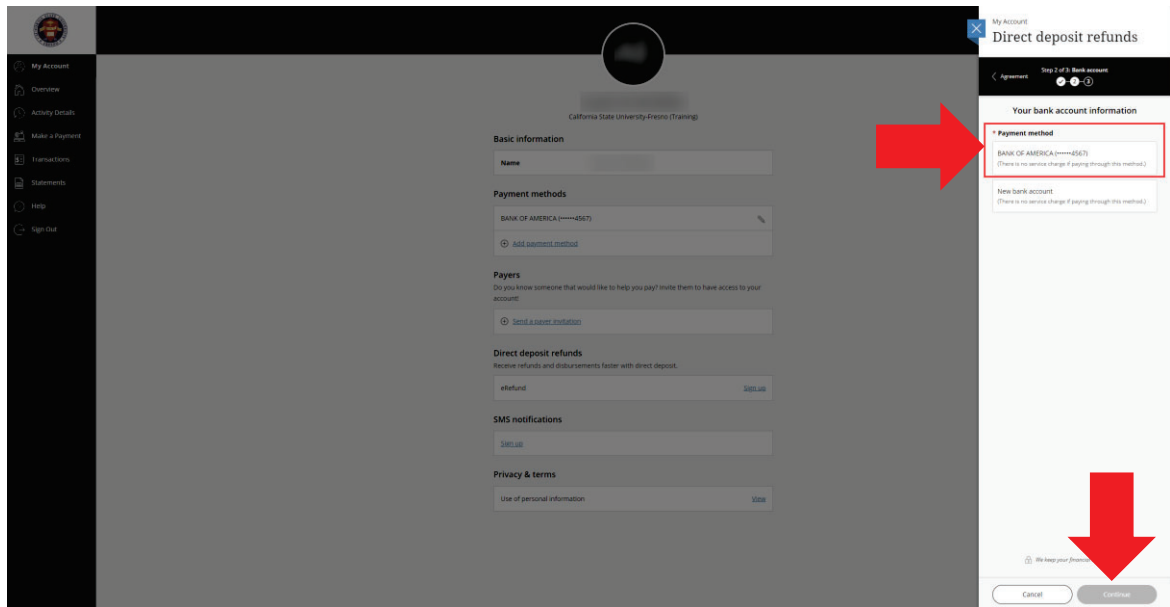 My Account
Overview
Activity Details
Make a Payment
Transactions
Statements
Help
Sign Out
California State University-Fresno (Training)
Basic information
Name
Payment methods
BANK OF AMERICA (••••••4567)
Add payment method
Payers
Do you know someone that would like to help you pay? Invite them to have access to your
account!
Send a payer invitation
Direct deposit refunds
Receive refunds and disbursements faster with direct deposit.
eRefund Sign up
SMS notifications
Sign up
Privacy & terms
Use of personal information View
My Account
Direct deposit refunds
Agreement
Step 2 of 3: Bank account
2 3
Your bank account information
* Payment method
BANK OF AMERICA (••••••4567)
(There is no service charge if paying through this method.)
New bank account
(There is no service charge if paying through this method.)
We keep your financial
Cancel Continue